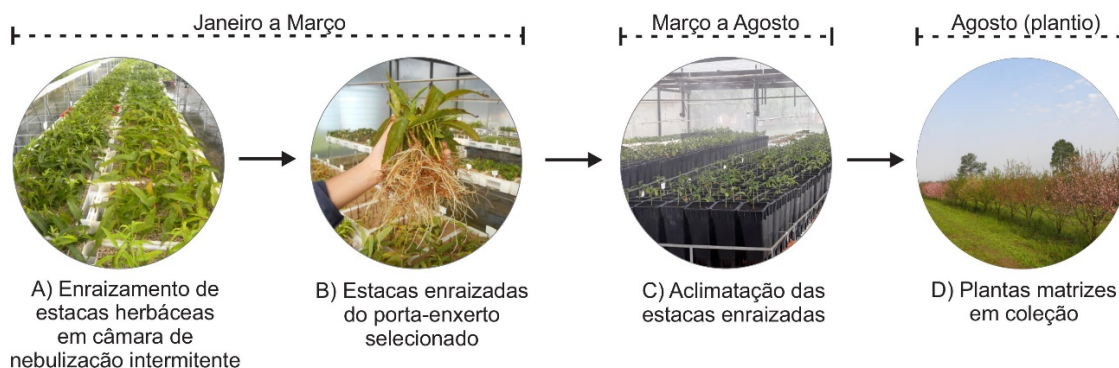 Janeiro a Março
Março a Agosto
Agosto (plantio)
A) Enraizamento de
estacas herbáceas
em câmara de
nebulização intermitente
B) Estacas enraizadas
do porta-enxerto
selecionado
C) Aclimatação das
estacas enraizadas
D) Plantas matrizes
em coleção